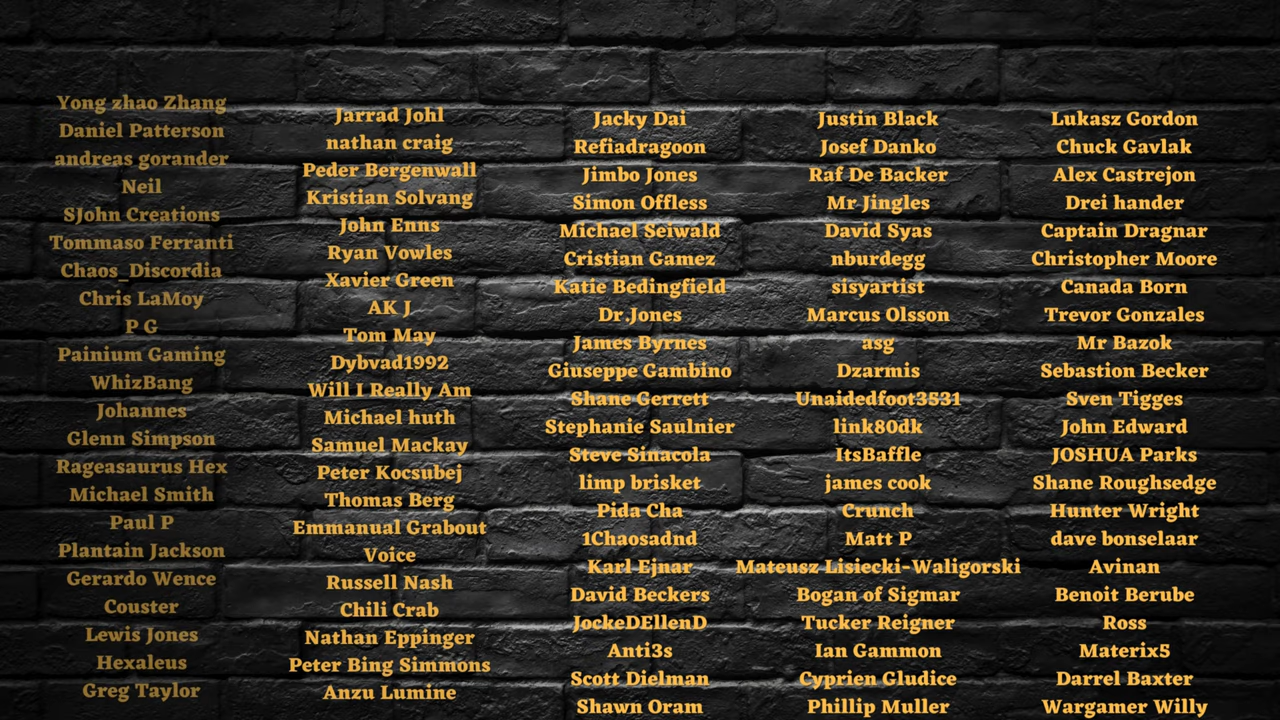 Yong zhao Zhang
Daniel Patterson
andreas gorander
Neil
SJohn Creations
Tommaso Ferranti
Chaos_Discordia
Chris LaMoy
P G
Painium Gaming
WhizBang
Johannes
Glenn Simpson
Rageasaurus Hex
Michael Smith
Paul P
Plantain Jackson
Gerardo Wence
Couster
Lewis Jones
Hexaleus
Greg Taylor
Jarrad Johl
nathan craig
Peder Bergenwall
Kristian Solvang
John Enns
Ryan Vowles
Xavier Green
AK J
Tom May
Dybvad1992
Will I Really Am
Michael huth
Samuel Mackay
Peter Kocsubej
Thomas Berg
Emmanual Grabout
Voice
Russell Nash
Chili Crab
Nathan Eppinger
Peter Bing Simmons
Anzu Lumine
Jacky Dai
Refiadragoon
Jimbo Jones
Simon Offless
Michael Seiwald
Cristian Gamez
Katie Bedingfield
Dr.Jones
James Byrnes
Giuseppe Gambino
Shane Gerrett
Stephanie Saulnier
Steve Sinacola
limp brisket
Pida Cha
1Chaosadnd
Karl Ejnar
David Beckers
JockeDEllenD
Anti3s
Scott Dielman
Shawn Oram
Justin Black
Josef Danko
Raf De Backer
Mr Jingles
David Syas
nburdegg
sisyartist
Marcus Olsson
asg
Dzarmis
Unaidedfoot3531
link80dk
ItsBaffle
james cook
Crunch
Matt P
Mateusz Lisiecki-Waligorski
Bogan of Sigmar
Tucker Reigner
Ian Gammon
Cyprien Gludice
Phillip Muller
Lukasz Gordon
Chuck Gavlak
Alex Castrejon
Drei hander
Captain Dragnar
Christopher Moore
Canada Born
Trevor Gonzales
Mr Bazok
Sebastion Becker
Sven Tigges
John Edward
JOSHUA Parks
Shane Roughsedge
Hunter Wright
dave bonselaar
Avinan
Benoit Berube
Ross
Materix5
Darrel Baxter
Wargamer Willy